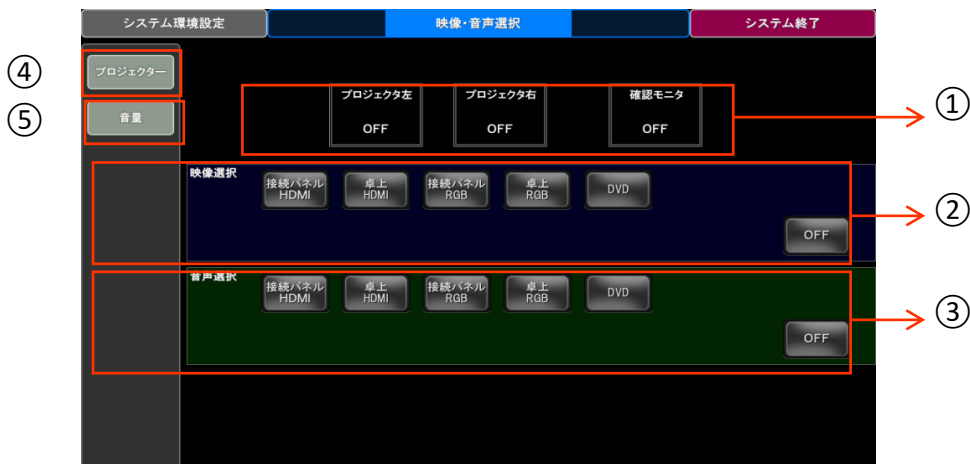 システム環境設定
映像・音声選択
システム終了
④
プロジェクター
⑤
音量
プロジェクタ左
OFF
プロジェクタ右
OFF
確認モニタ
OFF
①
映像選択
接続パネル
HDMI
卓上
HDMI
接続パネル
RGB
卓上
RGB
DVD
OFF
②
音声選択
接続パネル
HDMI
卓上
HDMI
接続パネル
RGB
卓上
RGB
DVD
OFF
③